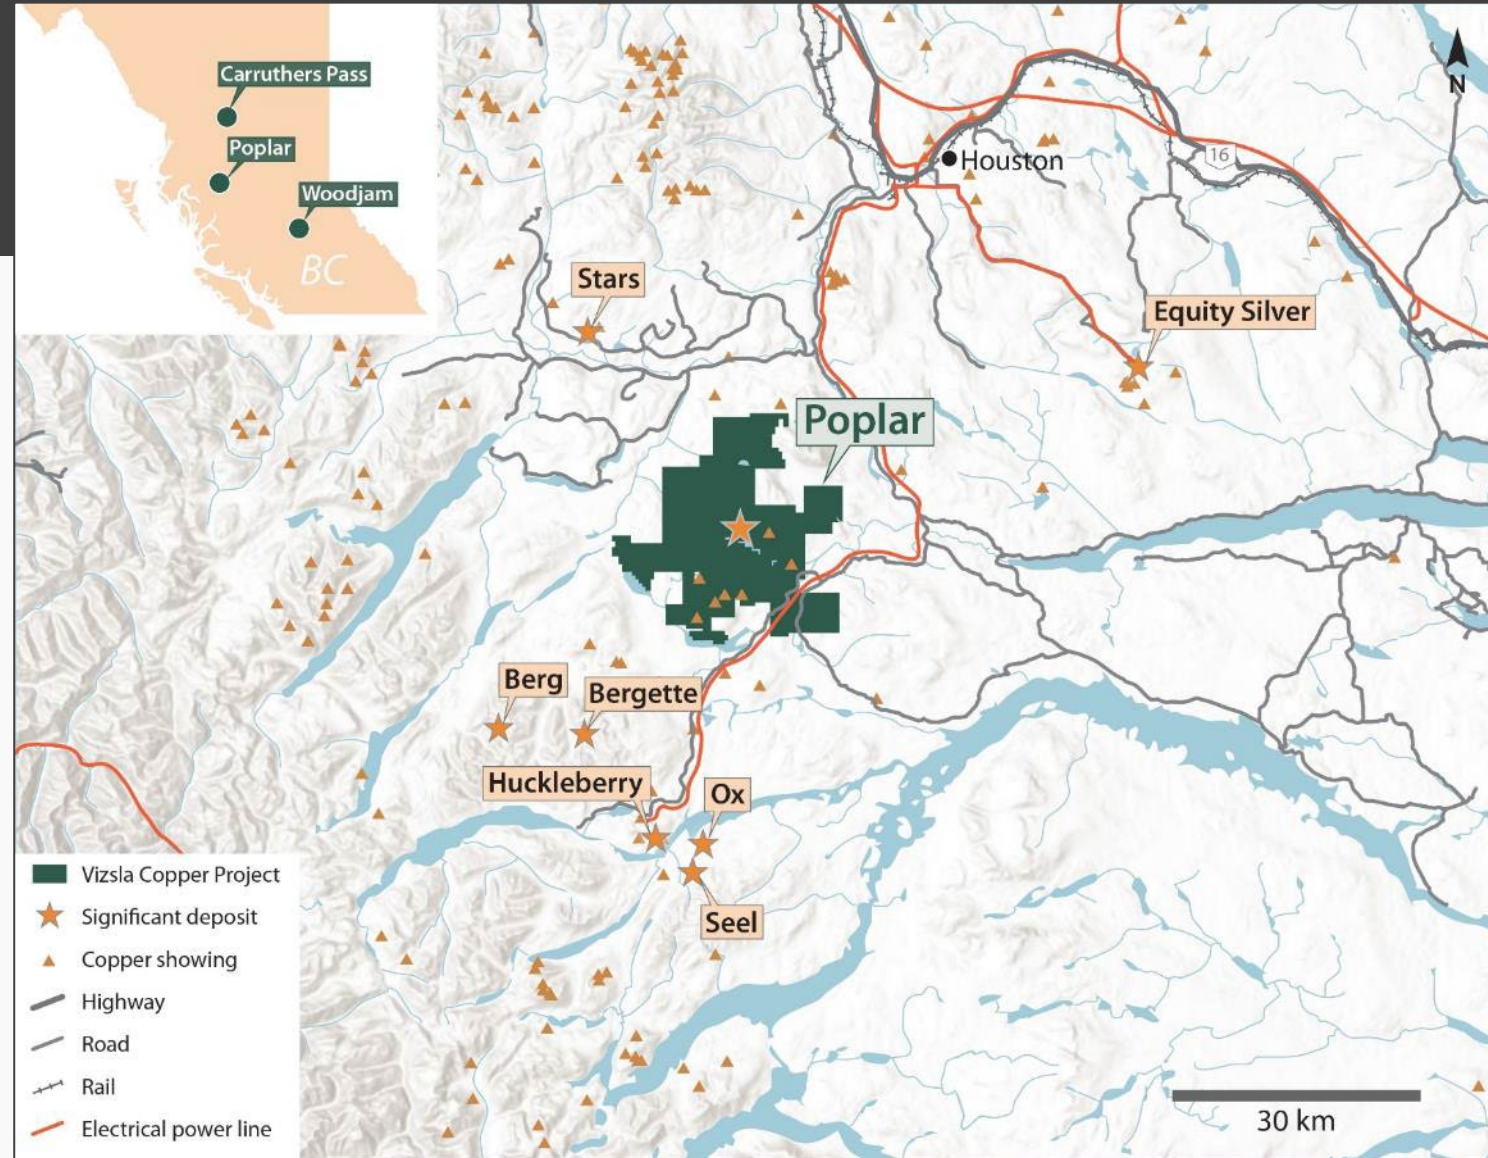 Carruthers Pass
Poplar
Woodjam
BC
N
Houston
16
Stars
Equity Silver
Poplar
Berg
Bergette
Huckleberry
Ox
Seel
Vizsla Copper Project
Significant deposit
Copper showing
Highway
Road
Rail
Electrical power line
30 km